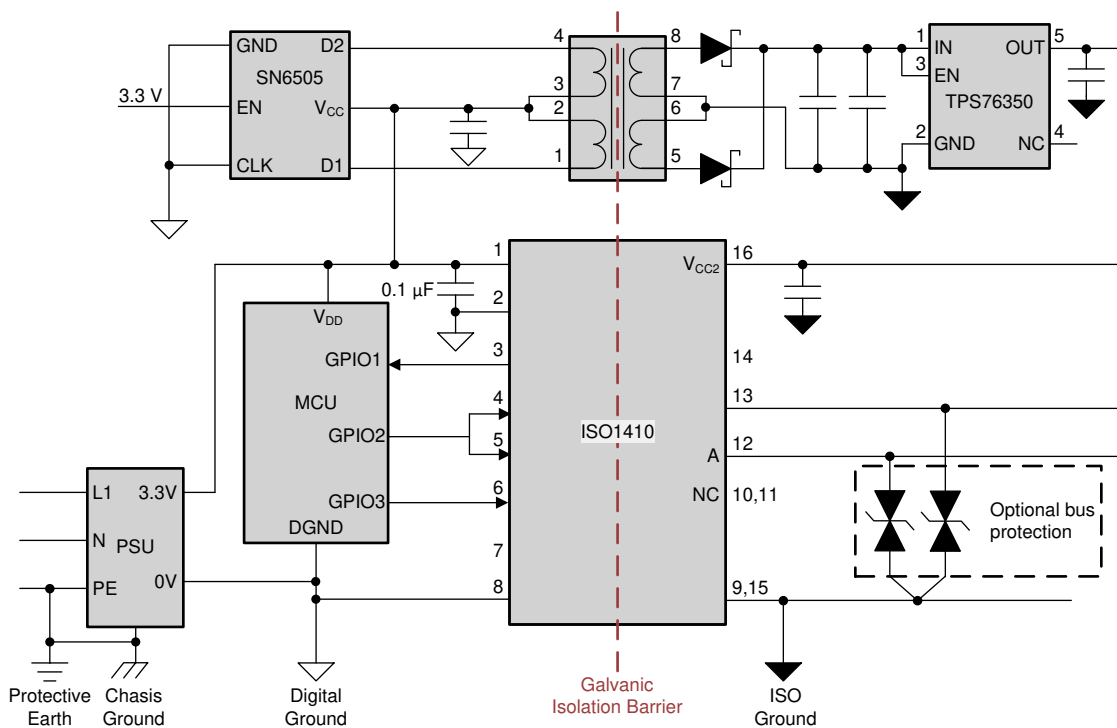 GND
D2
SN6505
3.3 V
EN
VCC
CLK
D1
4
3
2
1
8
7
6
5
1
IN
OUT
5
3
EN
TPS76350
2
GND
NC
4
1
VCC2
16
0.1 µF
2
VDD
3
14
GPIO1
4
13
MCU
GPIO2
5
ISO1410
A
12
6
NC
10,11
GPIO3
Optional bus
protection
DGND
L1
3.3V
N
PSU
7
PE
0V
8
9,15
Protective
Earth
Chasis
Ground
Digital
Ground
Galvanic
Isolation Barrier
ISO
Ground